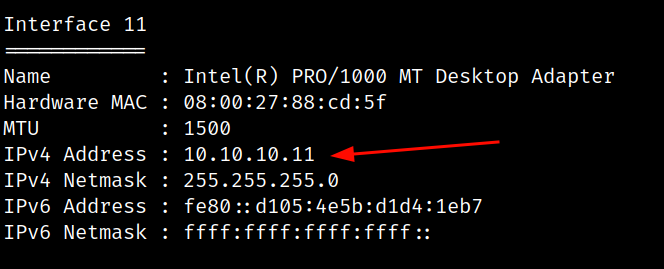 Interface 11
============
Name         : Intel(R) PRO/1000 MT Desktop Adapter
Hardware MAC : 08:00:27:88:cd:5f
MTU          : 1500
IPv4 Address : 10.10.10.11
IPv4 Netmask : 255.255.255.0
IPv6 Address : fe80::d105:4e5b:d1d4:1eb7
IPv6 Netmask : ffff:ffff:ffff:ffff::